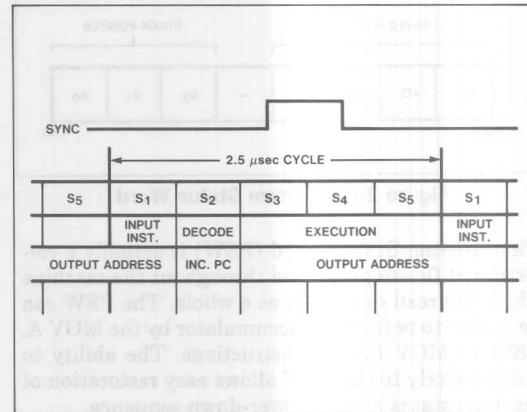 SYNC
2.5 μsec CYCLE
S5 S1 S2 S3 S4 S5 S1
INPUT INST. DECODE EXECUTION INPUT INST.
OUTPUT ADDRESS INC. PC OUTPUT ADDRESS